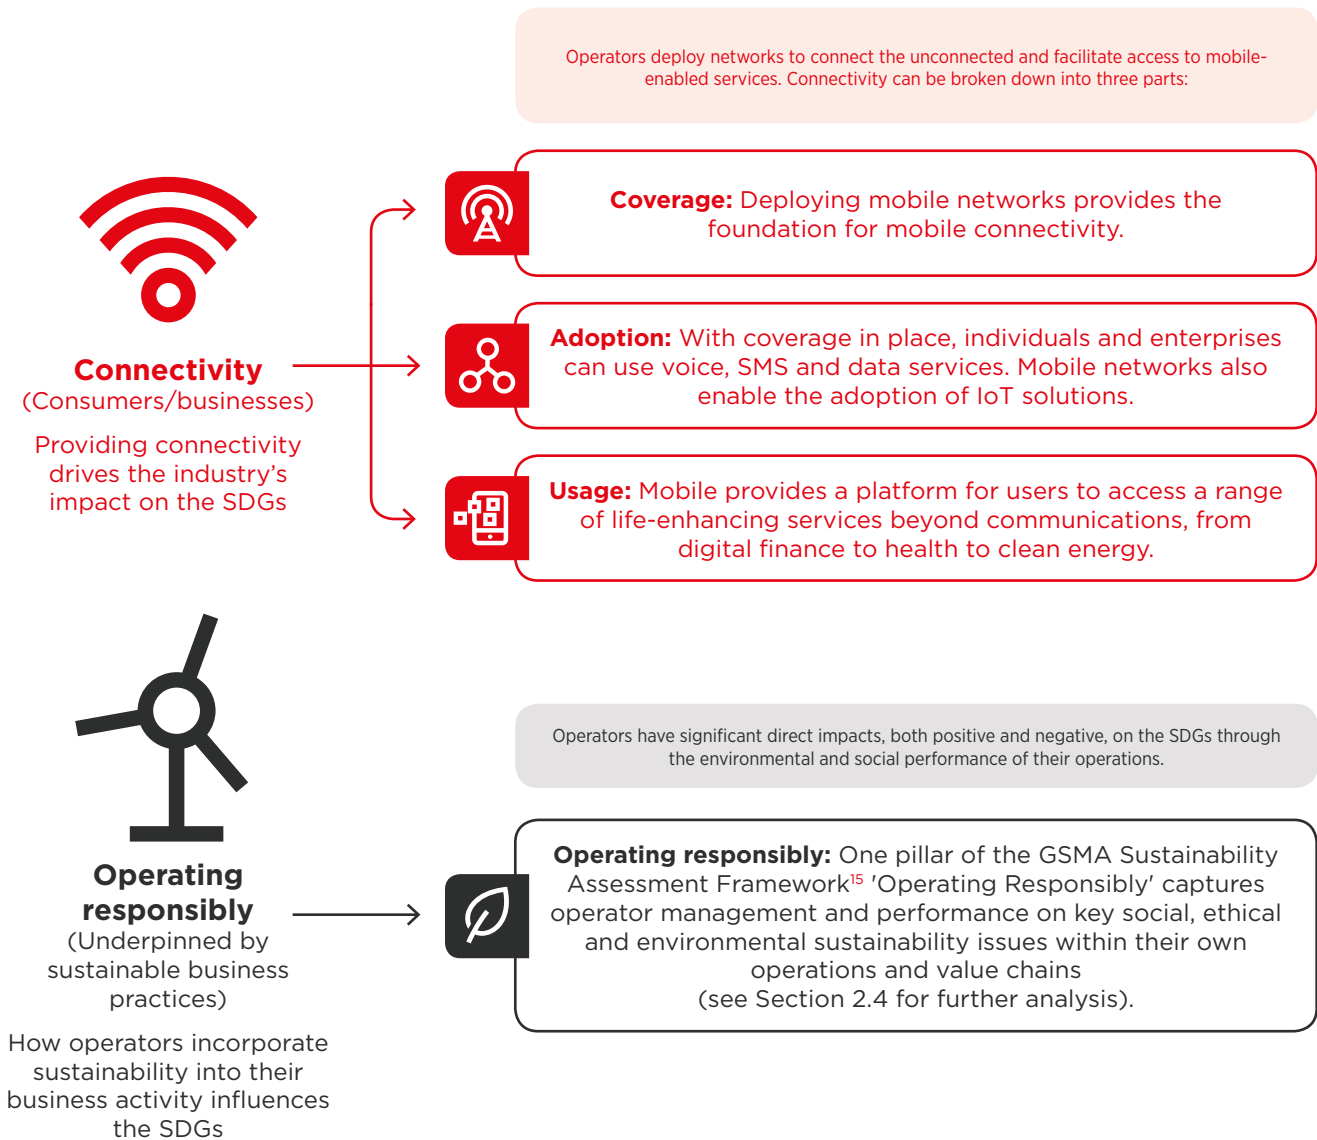 Operators deploy networks to connect the unconnected and facilitate access to mobile-
enabled services. Connectivity can be broken down into three parts:
Connectivity
(Consumers/businesses)
Providing connectivity
drives the industry’s
impact on the SDGs
Coverage: Deploying mobile networks provides the
foundation for mobile connectivity.
Adoption: With coverage in place, individuals and enterprises
can use voice, SMS and data services. Mobile networks also
enable the adoption of IoT solutions.
Usage: Mobile provides a platform for users to access a range
of life-enhancing services beyond communications, from
digital finance to health to clean energy.
Operators have significant direct impacts, both positive and negative, on the SDGs through
the environmental and social performance of their operations.
Operating
responsibly
(Underpinned by
sustainable business
practices)
How operators incorporate
sustainability into their
business activity influences
the SDGs
Operating responsibly: One pillar of the GSMA Sustainability
Assessment Framework15 'Operating Responsibly' captures
operator management and performance on key social, ethical
and environmental sustainability issues within their own
operations and value chains
(see Section 2.4 for further analysis).